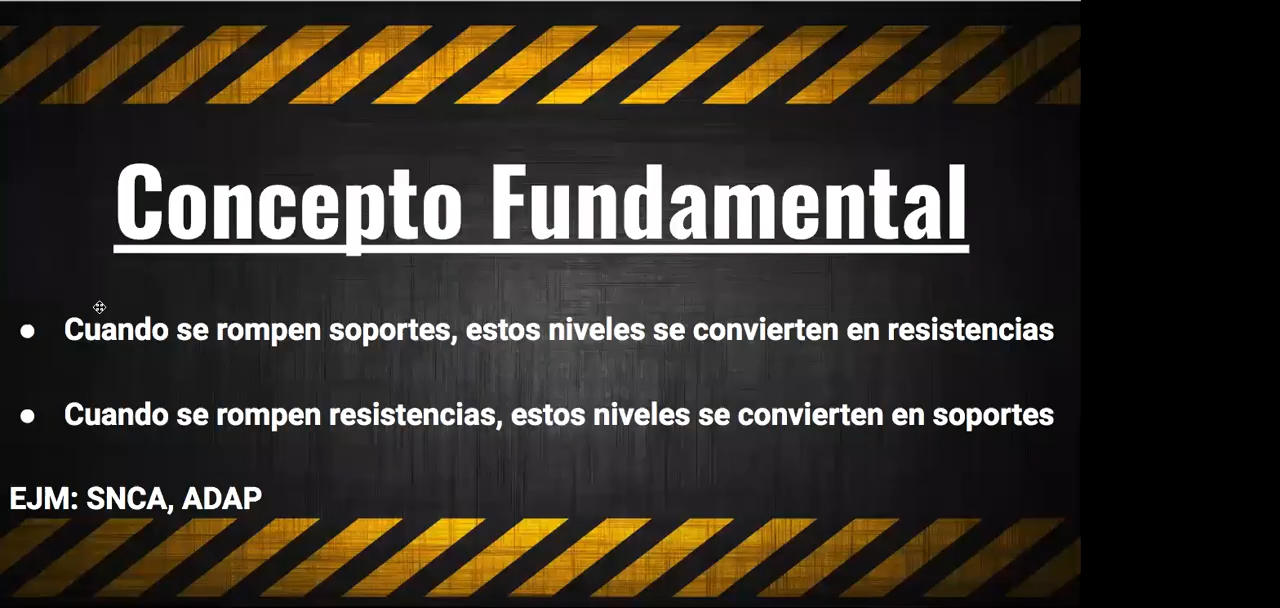 Concepto Fundamental
● Cuando se rompen soportes, estos niveles se convierten en resistencias
● Cuando se rompen resistencias, estos niveles se convierten en soportes
EJM: SNCA, ADAP